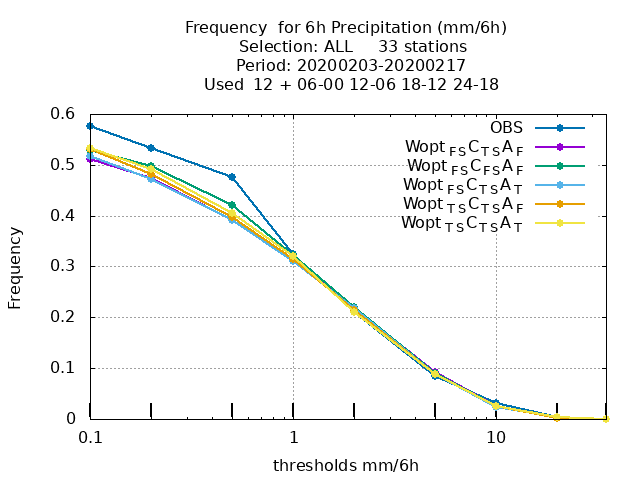 Frequency  for 6h Precipitation (mm/6h)
Selection: ALL     33 stations
Period: 20200203-20200217
Used  12 + 06-00 12-06 18-12 24-18
0.6
0.5
0.4
0.3
0.2
0.1
0
Frequency
OBS
Wopt FS C TS A F
Wopt FS C FS A F
Wopt FS C TS A T
Wopt TS C TS A F
Wopt TS C TS A T
0.1 1 10
thresholds mm/6h